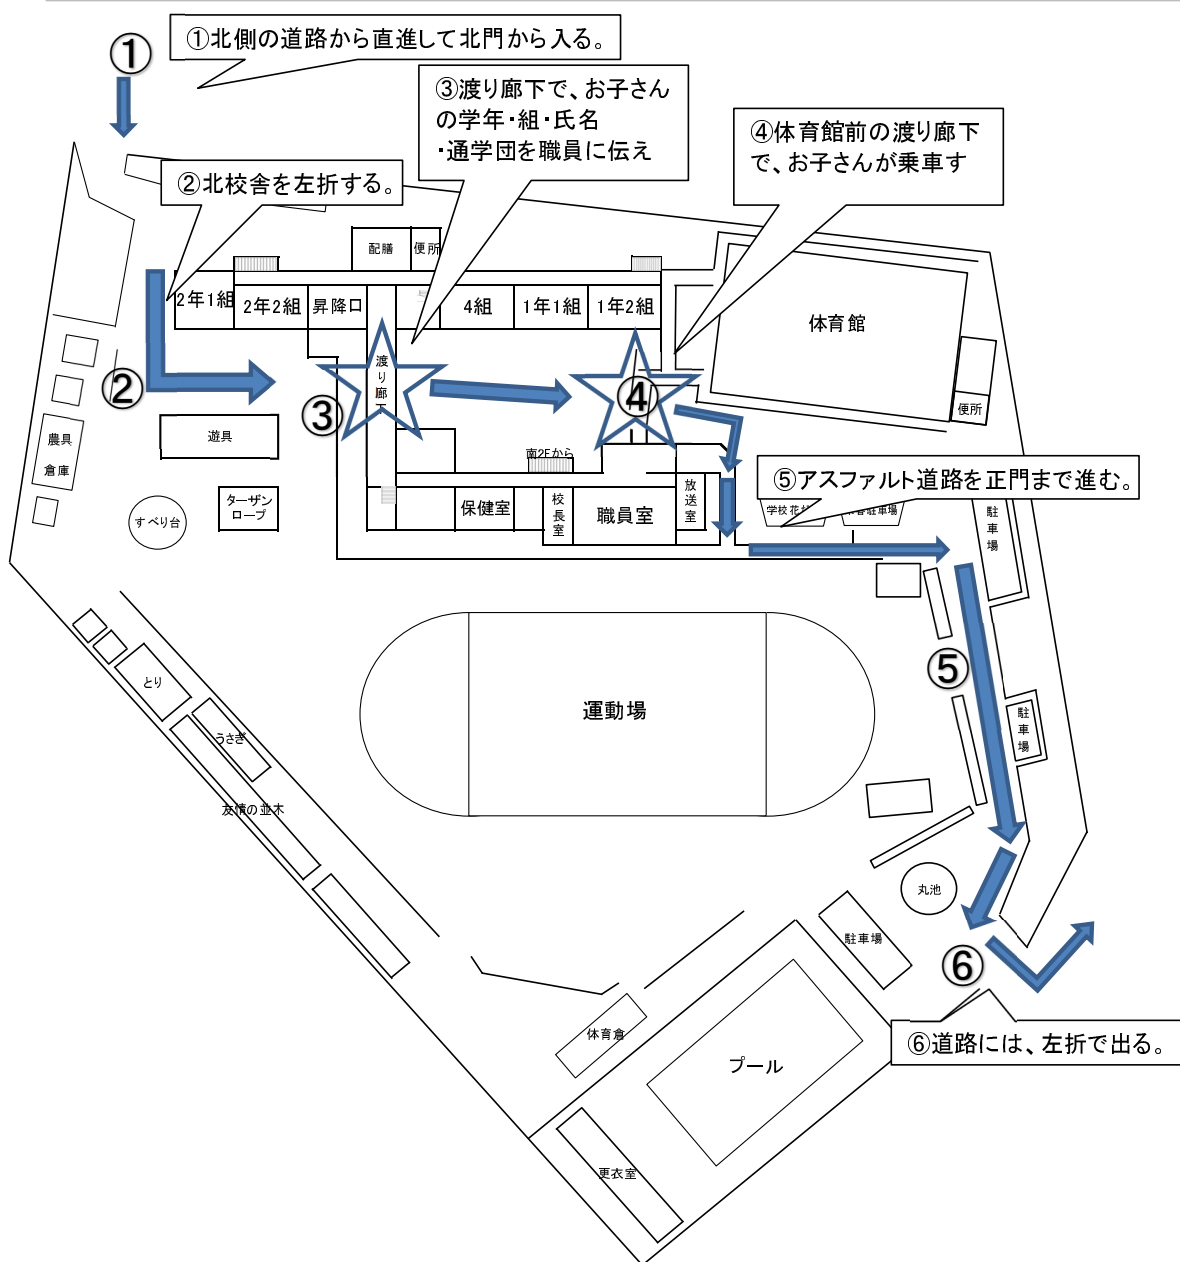 ①
①北側の道路から直進して北門から入る。
③渡り廊下で、お子さん
の学年・組・氏名
・通学団を職員に伝え
④体育館前の渡り廊下
で、お子さんが乗車す
②北校舎を左折する。
配膳
便所
2年1組
2年2組
昇降口
4組
1年1組
1年2組
体育館
渡り廊下
②
③
④
便所
農具
倉庫
遊具
南2Fから
⑤アスファルト道路を正門まで進む。
すべり台
ターザン
ロープ
保健室
校長室
職員室
放送室
駐車場
⑤
とり
うさぎ
運動場
駐車場
友情の並木
丸池
駐車場
⑥
体育倉
⑥道路には、左折で出る。
プール
更衣室